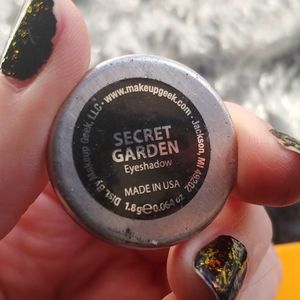 Dist. By Makeup Geek, LLC • www.makeupgeek.com • Jackson, MI 49202
SECRET
GARDEN
Eyeshadow
MADE IN USA
1.8g℮0.064 oz